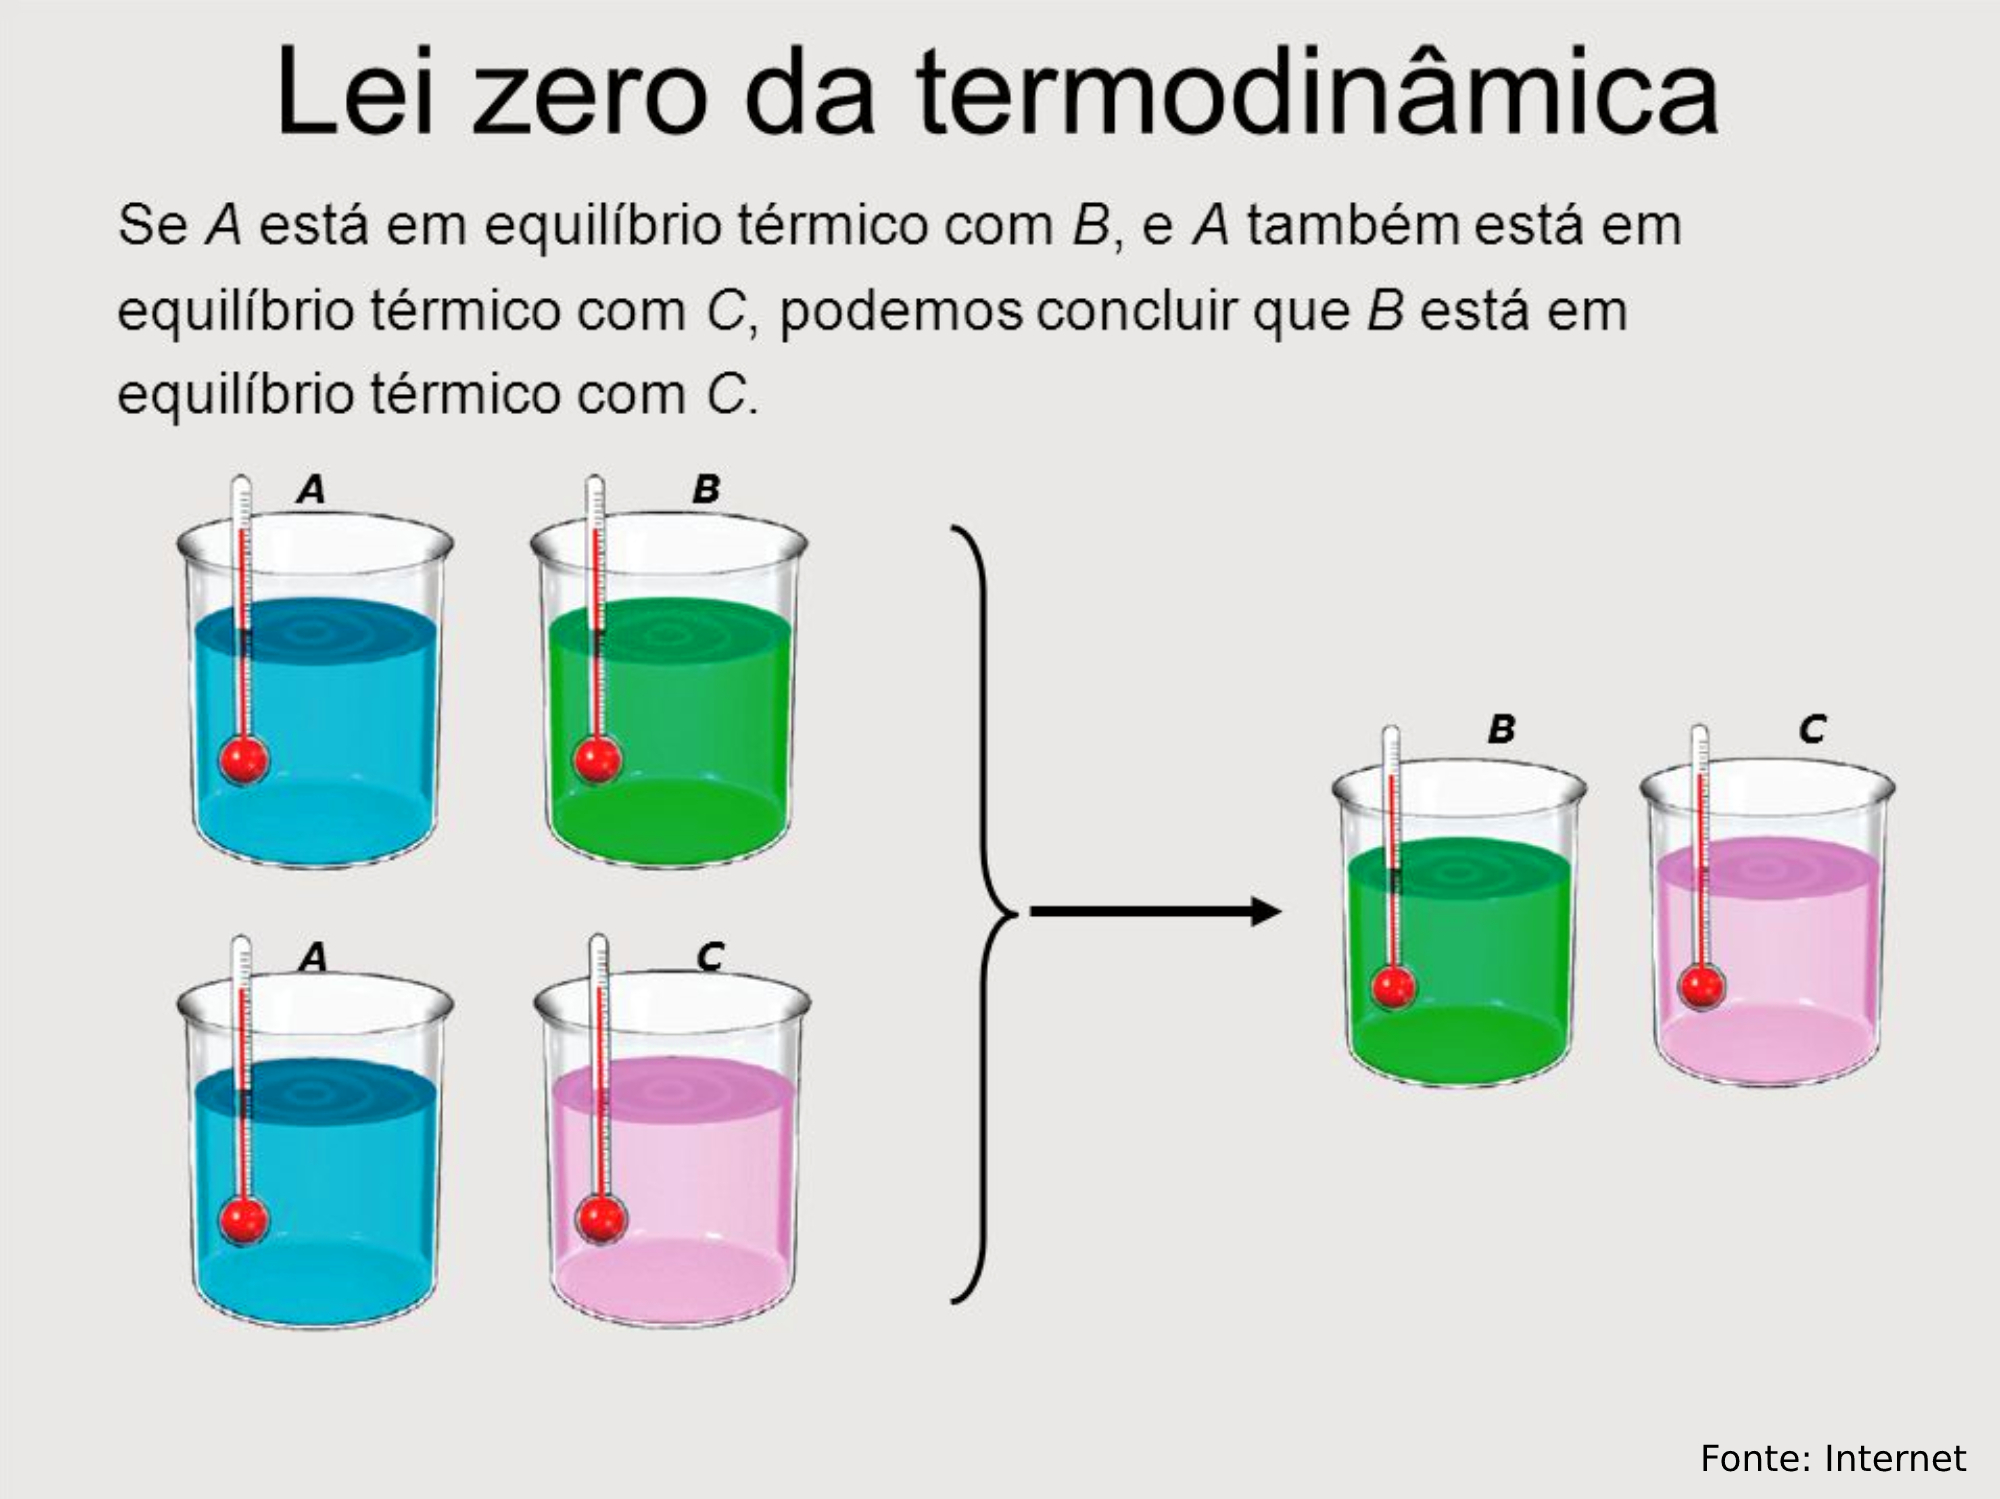 Lei zero da termodinâmica
Se A está em equilíbrio térmico com B, e A também está em
equilíbrio térmico com C, podemos concluir que B está em
equilíbrio térmico com C.
A
B
B
C
A
C
Fonte: Internet